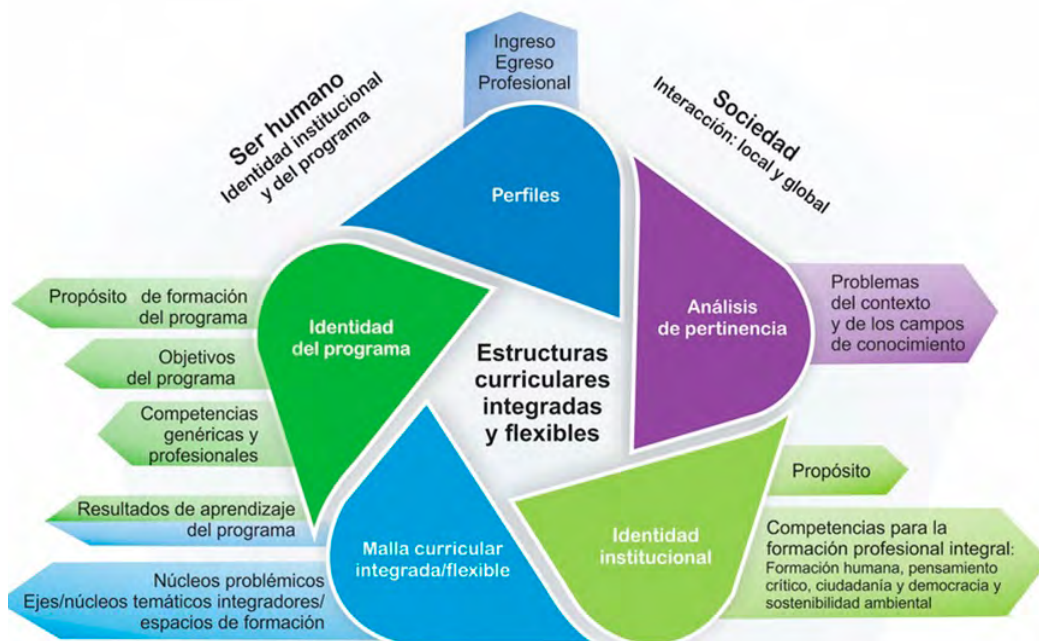 Ingreso
Egreso
Profesional
Ser humano
Identidad institucional
y del programa
Sociedad
Interacción: local y global
Perfiles
Propósito de formación
del programa
Objetivos
del programa
Competencias
genéricas y
profesionales
Resultados de aprendizaje
del programa
Núcleos problémicos
Ejes/núcleos temáticos integradores/
espacios de formación
Identidad
del programa
Estructuras
curriculares
integradas
y flexibles
Análisis
de pertinencia
Problemas
del contexto
y de los campos
de conocimiento
Malla curricular
integrada/flexible
Identidad
institucional
Propósito
Competencias para la
formación profesional integral:
Formación humana, pensamiento
crítico, ciudadanía y democracia y
sostenibilidad ambiental